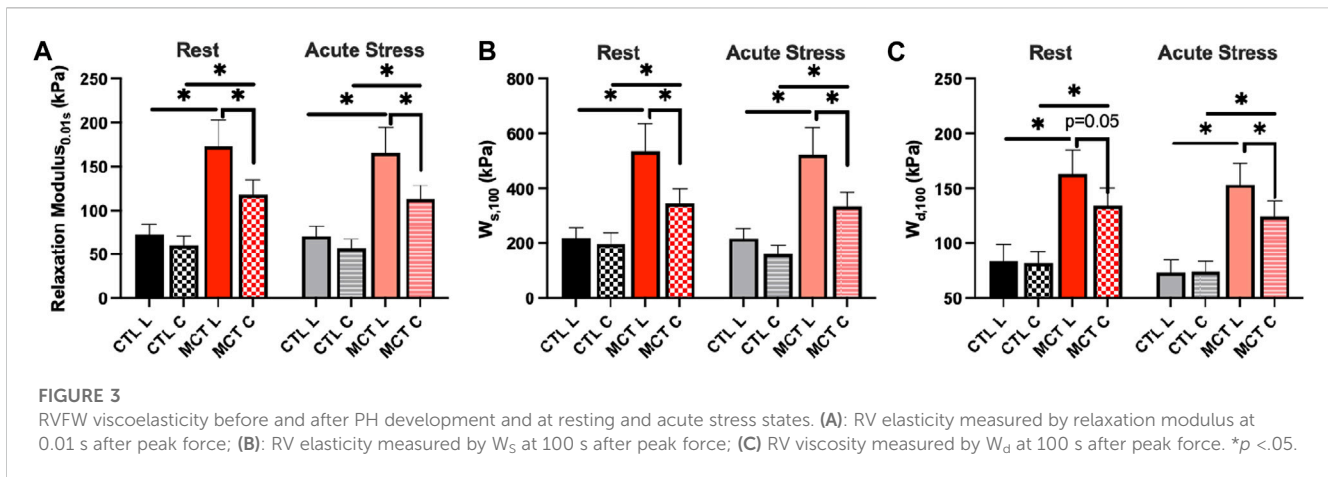 A
Rest
Acute Stress
Relaxation Modulus0.01s (kPa)
250
200
150
100
50
0
* * * * * *
CTL L
CTL C
MCT L
MCT C
CTL L
CTL C
MCT L
MCT C
B
Rest
Acute Stress
Ws,100 (kPa)
800
600
400
200
0
* * * * * *
CTL L
CTL C
MCT L
MCT C
CTL L
CTL C
MCT L
MCT C
C
Rest
Acute Stress
Wd,100 (kPa)
250
200
150
100
50
* * p=0.05 * * *
CTL L
CTL C
MCT L
MCT C
CTL L
CTL C
MCT L
MCT C
FIGURE 3
RVFW viscoelasticity before and after PH development and at resting and acute stress states. (A): RV elasticity measured by relaxation modulus at
0.01 s after peak force; (B): RV elasticity measured by WS at 100 s after peak force; (C) RV viscosity measured by Wd at 100 s after peak force. *p <.05.